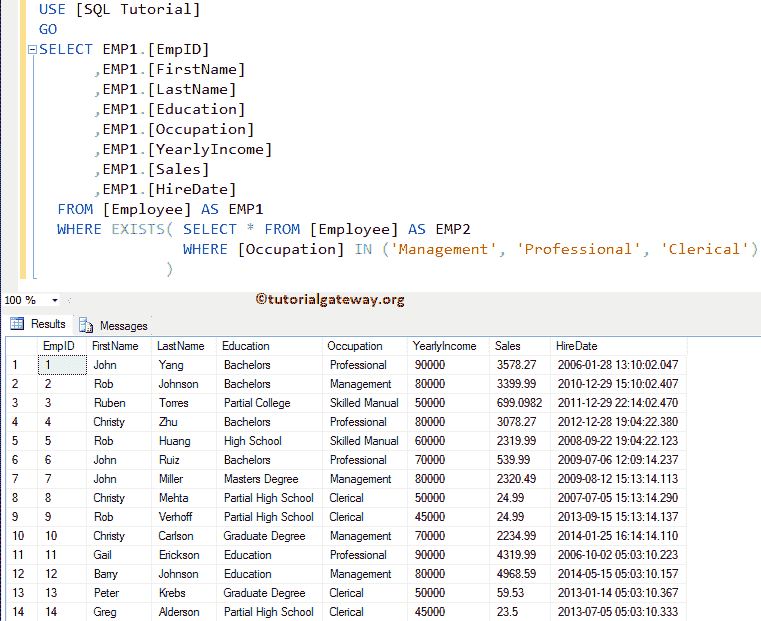 USE [SQL Tutorial]
GO
SELECT EMP1.[EmpID]
,EMP1.[FirstName]
,EMP1.[LastName]
,EMP1.[Education]
,EMP1.[Occupation]
,EMP1.[YearlyIncome]
,EMP1.[Sales]
,EMP1.[HireDate]
FROM [Employee] AS EMP1
WHERE EXISTS( SELECT * FROM [Employee] AS EMP2
WHERE [Occupation] IN ('Management', 'Professional', 'Clerical')
)
100 %
©tutorialgateway.org
Results Messages
EmpID FirstName LastName Education Occupation YearlyIncome Sales HireDate
1 1 John Yang Bachelors Professional 90000 3578.27 2006-01-28 13:10:02.047
2 2 Rob Johnson Bachelors Management 80000 3399.99 2010-12-29 15:10:02.407
3 3 Ruben Torres Partial College Skilled Manual 50000 699.0982 2011-12-29 22:14:02.470
4 4 Christy Zhu Bachelors Professional 80000 3078.27 2012-12-28 19:04:22.380
5 5 Rob Huang High School Skilled Manual 60000 2319.99 2008-09-22 19:04:22.123
6 6 John Ruiz Bachelors Professional 70000 539.99 2009-07-06 12:09:14.237
7 7 John Miller Masters Degree Management 80000 2320.49 2009-08-12 15:13:14.113
8 8 Christy Mehta Partial High School Clerical 50000 24.99 2007-07-05 15:13:14.290
9 9 Rob Verhoff Partial High School Clerical 45000 24.99 2013-09-15 15:13:14.137
10 10 Christy Carlson Graduate Degree Management 70000 2234.99 2014-01-25 16:14:14.110
11 11 Gail Erickson Education Professional 90000 4319.99 2006-10-02 05:03:10.223
12 12 Barry Johnson Education Management 80000 4968.59 2014-05-15 05:03:10.157
13 13 Peter Krebs Graduate Degree Clerical 50000 59.53 2013-01-14 05:03:10.367
14 14 Greg Alderson Partial High School Clerical 45000 23.5 2013-07-05 05:03:10.333